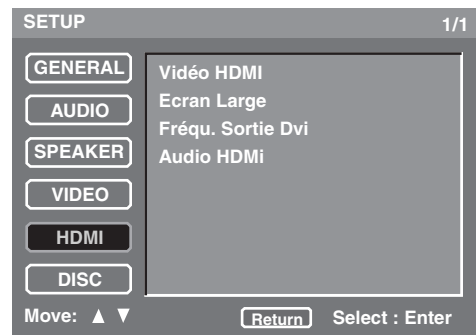 SETUP 1/1
GENERAL
AUDIO
SPEAKER
VIDEO
HDMI
DISC
Vidéo HDMI
Ecran Large
Fréqu. Sortie Dvi
Audio HDMi
Move: ▲ ▼ Return Select : Enter